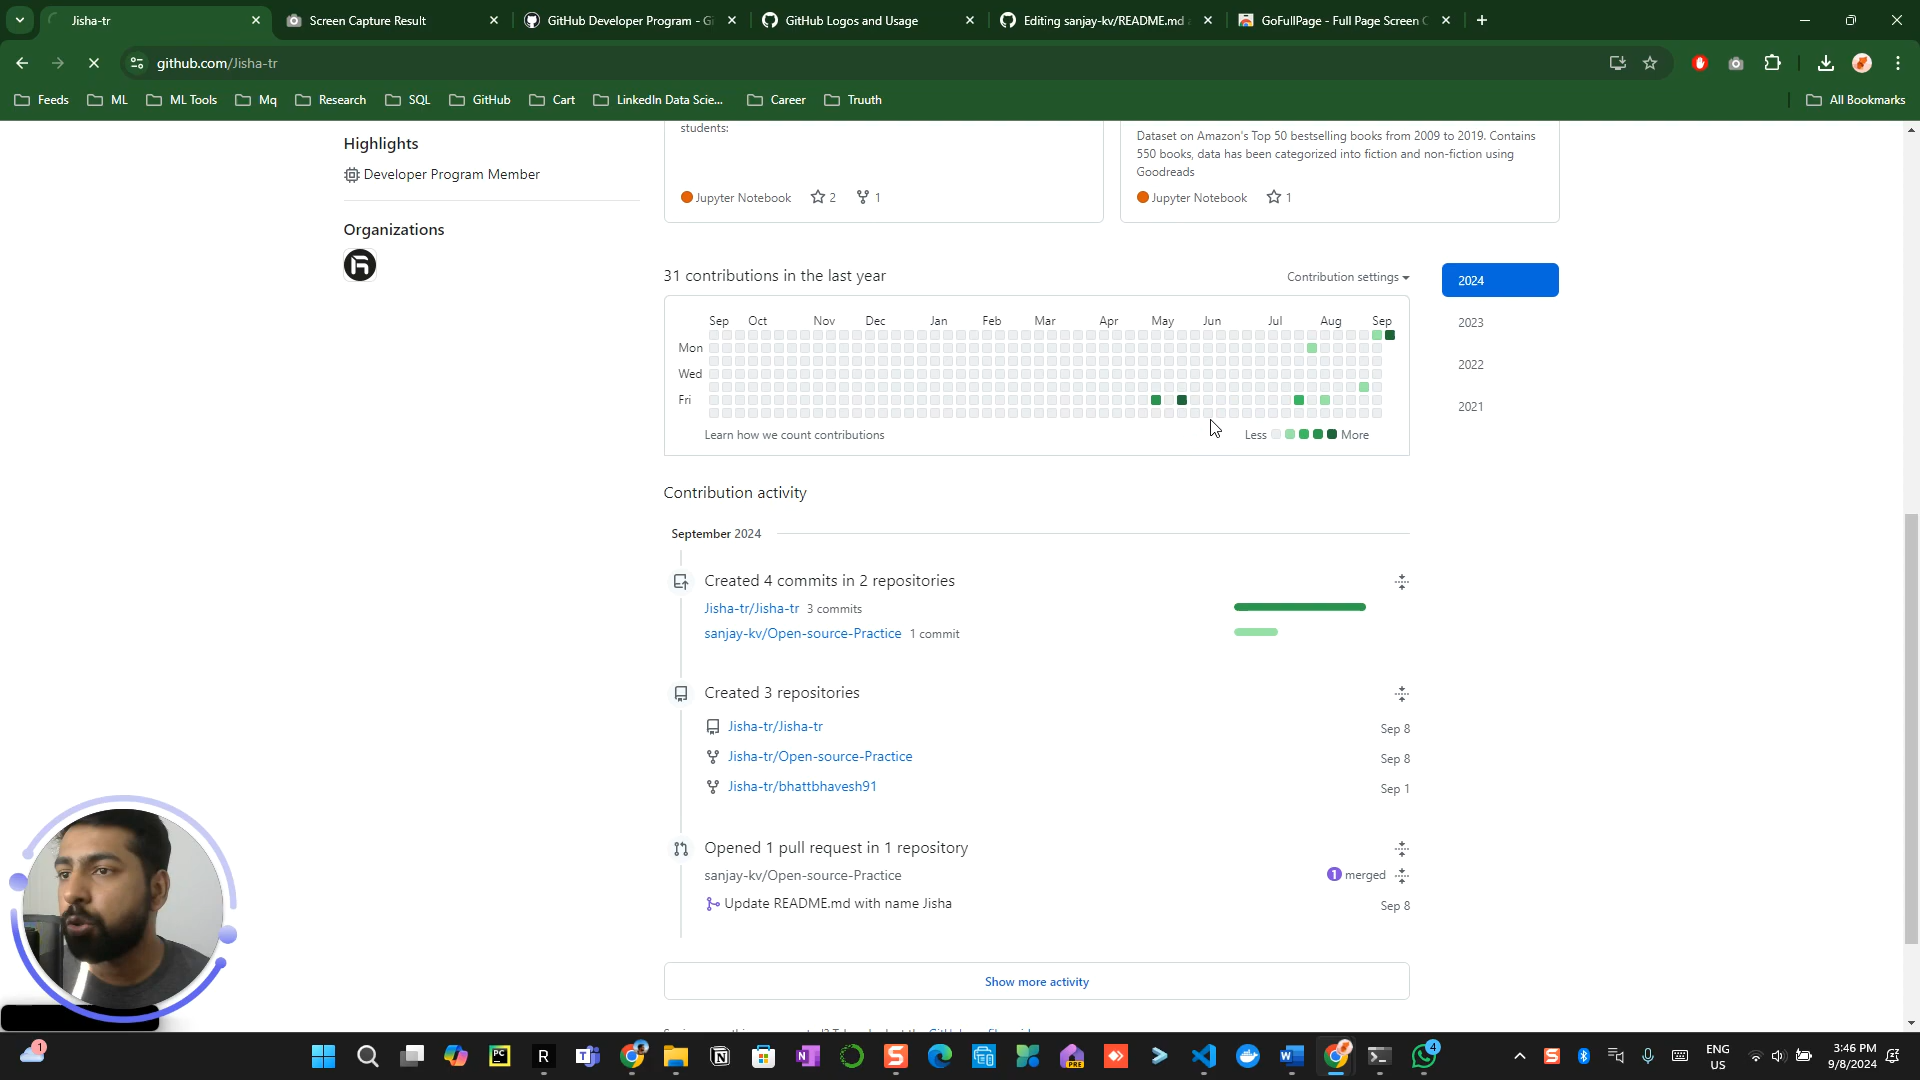 Jisha-tr
Screen Capture Result
GitHub Developer Program - Gi
GitHub Logos and Usage
Editing sanjay-kv/README.md
GoFullPage - Full Page Screen C
github.com/Jisha-tr
Feeds
ML
ML Tools
Mq
Research
SQL
GitHub
Cart
LinkedIn Data Scie...
Career
Truuth
All Bookmarks
Highlights
Developer Program Member
Organizations
students:
Jupyter Notebook 2 1
Dataset on Amazon's Top 50 bestselling books from 2009 to 2019. Contains
550 books, data has been categorized into fiction and non-fiction using
Goodreads
Jupyter Notebook 1
31 contributions in the last year
Contribution settings
2024
2023
2022
2021
Sep Oct Nov Dec Jan Feb Mar Apr May Jun Jul Aug Sep
Mon
Wed
Fri
Learn how we count contributions
Less More
Contribution activity
September 2024
Created 4 commits in 2 repositories
Jisha-tr/Jisha-tr 3 commits
sanjay-kv/Open-source-Practice 1 commit
Created 3 repositories
Jisha-tr/Jisha-tr Sep 8
Jisha-tr/Open-source-Practice Sep 8
Jisha-tr/bhattbhavesh91 Sep 1
Opened 1 pull request in 1 repository
sanjay-kv/Open-source-Practice 1 merged
Update README.md with name Jisha Sep 8
Show more activity
1
PC
R
PRE
4
ENG
US
3:46 PM
9/8/2024